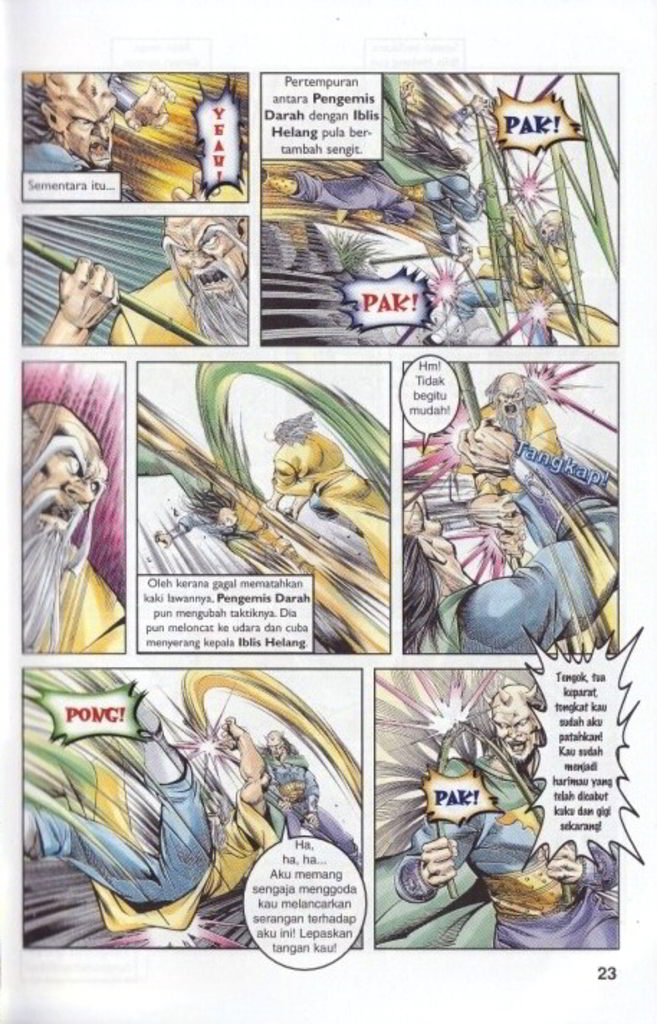 YEAH!
Sementara itu...
Pertempuran
antara Pengemis
Darah dengan Iblis
Helang pula ber-
tambah sengit.
PAK!
PAK!
Oleh kerana gagal mematahkan
kaki lawannya, Pengemis Darah
pun mengubah taktiknya. Dia
pun meloncat ke udara dan cuba
menyerang kepala Iblis Helang.
Hm!
Tidak
begitu
mudah!
Tangkap!
PONG!
Ha,
ha, ha...
Aku memang
sengaja menggoda
kau melancarkan
serangan terhadap
aku ini! Lepaskan
tangan kau!
PAK!
Tengok, tua
keparat,
tongkat kau
sudah aku
patahkan!
Kau sudah
menjadi
harimau yang
telah dicabut
kuku dan gigi
sekarang!
23